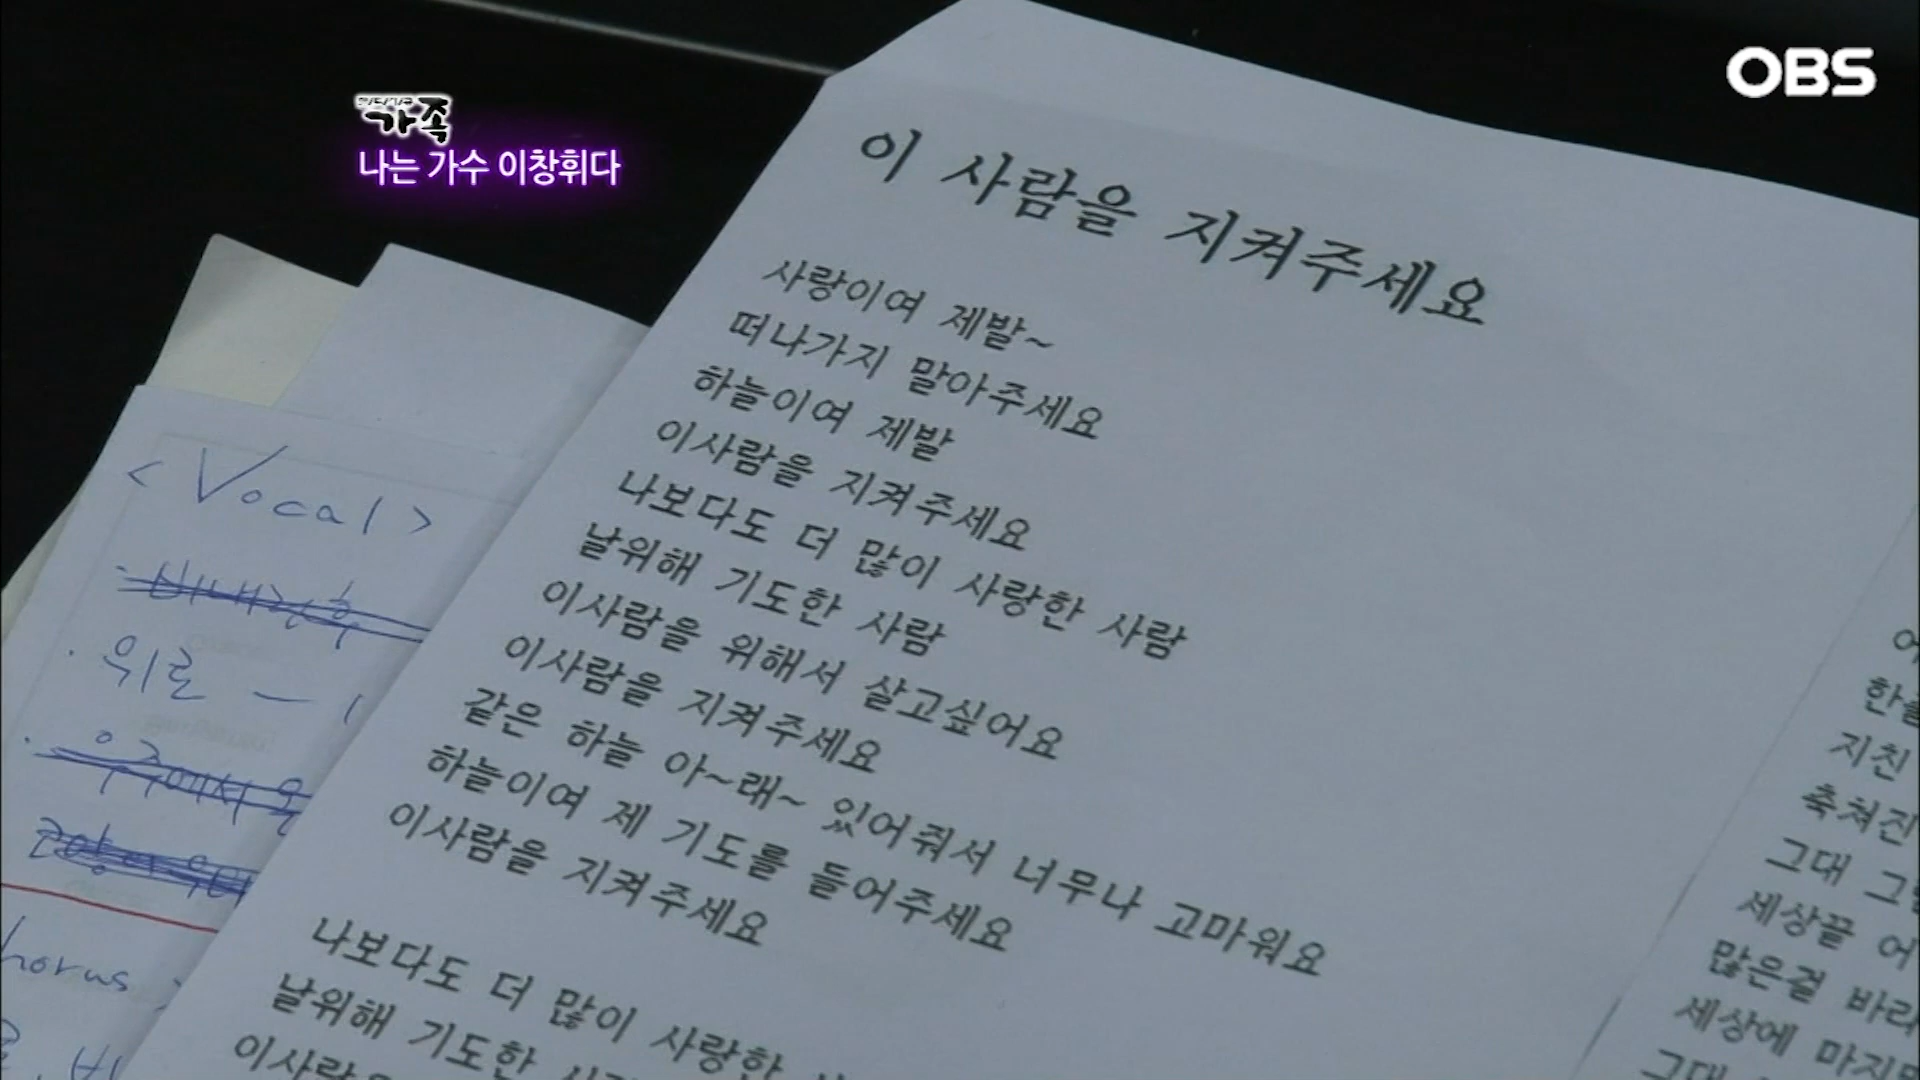 가족
나는 가수 이창휘다
OBS
이 사람을 지켜주세요
사랑이여 제발~
떠나가지 말아주세요
하늘이여 제발
이사람을 지켜주세요
나보다도 더 많이 사랑한 사람
날위해 기도한 사람
이사람을 위해서 살고싶어요
이사람을 지켜주세요
같은 하늘 아~래~ 있어줘서 너무나 고마워요
하늘이여 제 기도를 들어주세요
이사람을 지켜주세요
나보다도 더 많이 사랑한
날위해 기도한
<Vocal>
· 위로 –
지친
축쳐진
그대
세상끝
많은걸
세상에
그대